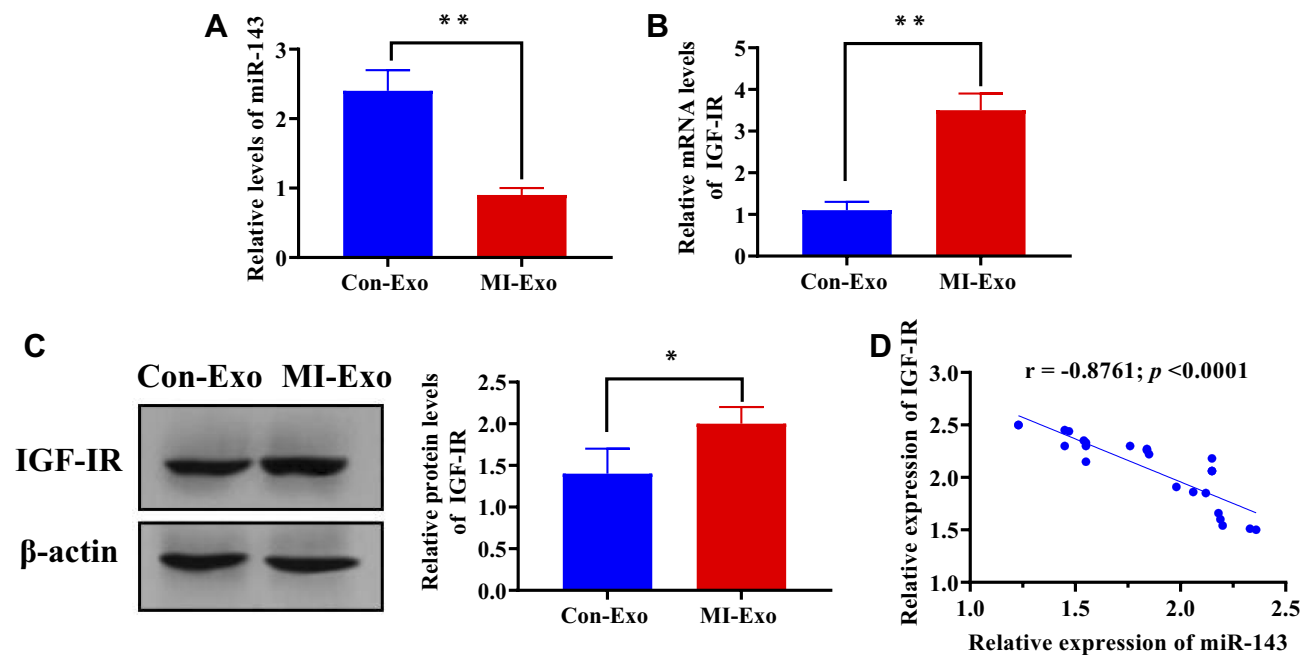 A
**
Relative levels of miR-143
3
2
1
0
Con-Exo MI-Exo
B
**
Relative mRNA levels
of IGF-IR
5
4
3
2
1
0
Con-Exo MI-Exo
C
Con-Exo MI-Exo
IGF-IR
β-actin
*
Relative protein levels
of IGF-IR
2.5
2.0
1.5
1.0
0.5
0.0
Con-Exo MI-Exo
D
r = -0.8761; p <0.0001
Relative expression of IGF-IR
3.0
2.5
2.0
1.5
1.0
1.0 1.5 2.0 2.5
Relative expression of miR-143